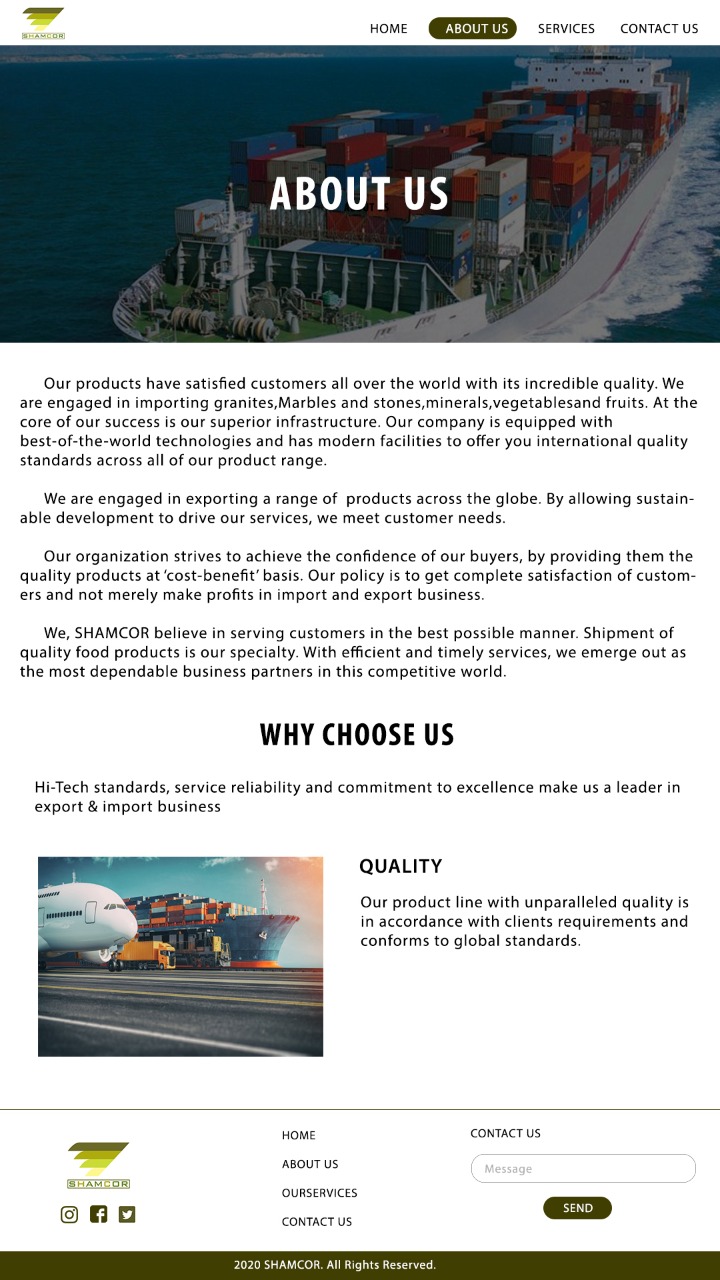 SHAMCOR
HOME ABOUT US SERVICES CONTACT US
ABOUT US
Our products have satisfied customers all over the world with its incredible quality. We
are engaged in importing granites,Marbles and stones,minerals,vegetablesand fruits. At the
core of our success is our superior infrastructure. Our company is equipped with
best-of-the-world technologies and has modern facilities to offer you international quality
standards across all of our product range.
We are engaged in exporting a range of  products across the globe. By allowing sustain-
able development to drive our services, we meet customer needs.
Our organization strives to achieve the confidence of our buyers, by providing them the
quality products at ‘cost-benefit’ basis. Our policy is to get complete satisfaction of custom-
ers and not merely make profits in import and export business.
We, SHAMCOR believe in serving customers in the best possible manner. Shipment of
quality food products is our specialty. With efficient and timely services, we emerge out as
the most dependable business partners in this competitive world.
WHY CHOOSE US
Hi-Tech standards, service reliability and commitment to excellence make us a leader in
export & import business
QUALITY
Our product line with unparalleled quality is
in accordance with clients requirements and
conforms to global standards.
SHAMCOR
HOME
ABOUT US
OURSERVICES
CONTACT US
CONTACT US
Message
SEND
2020 SHAMCOR. All Rights Reserved.